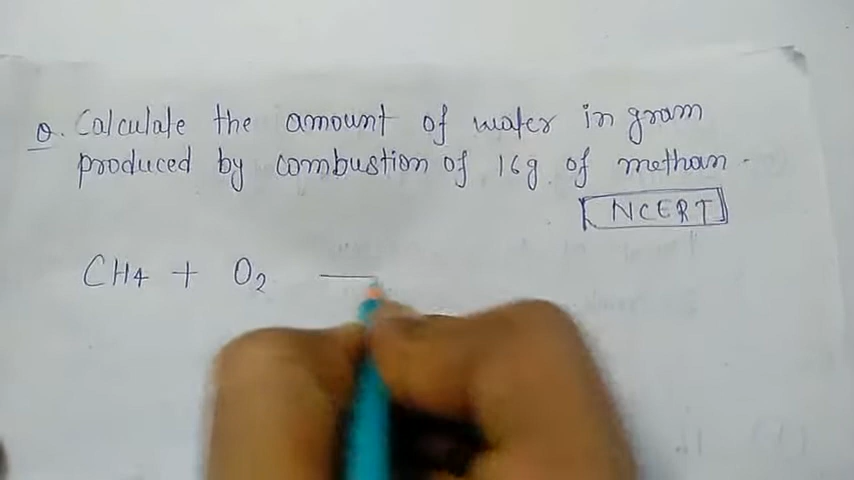 Q. Calculate the amount of water in gram
produced by combustion of 16g of methan.
[NCERT]
CH4 + O2 —